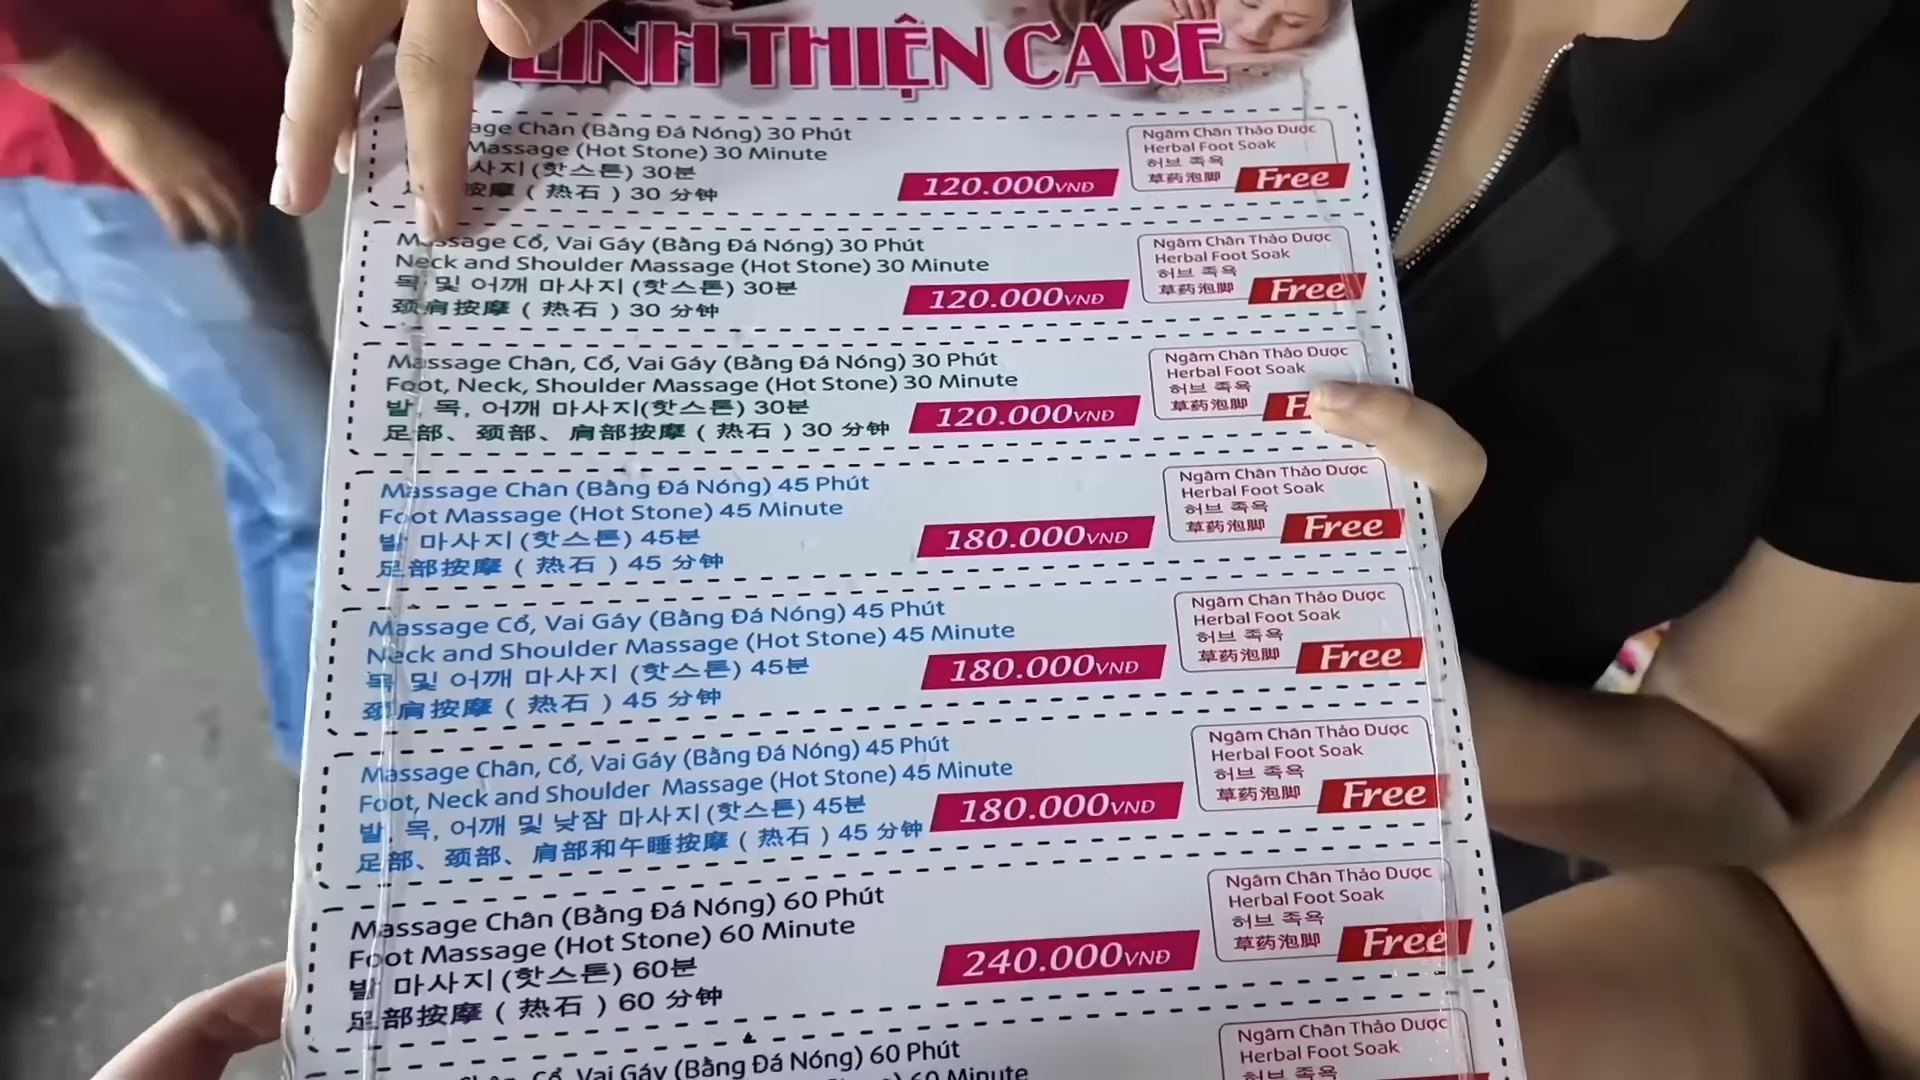 LINH THIỆN CARE
Chân (Bằng Đá Nóng) 30 Phút
Massage (Hot Stone) 30 Minute
마사지 (핫스톤) 30분
按摩 ( 热石 ) 30 分钟
120.000VNĐ
Ngâm Chân Thảo Dược
Herbal Foot Soak
허브 족욕
草药泡脚
Free
Massage Cổ, Vai Gáy (Bằng Đá Nóng) 30 Phút
Neck and Shoulder Massage (Hot Stone) 30 Minute
목 및 어깨 마사지 (핫스톤) 30분
颈肩按摩 ( 热石 ) 30 分钟
120.000VNĐ
Ngâm Chân Thảo Dược
Herbal Foot Soak
허브 족욕
草药泡脚
Free
Massage Chân, Cổ, Vai Gáy (Bằng Đá Nóng) 30 Phút
Foot, Neck, Shoulder Massage (Hot Stone) 30 Minute
발, 목, 어깨 마사지(핫스톤) 30분
足部、颈部、肩部按摩 ( 热石 ) 30 分钟
120.000VNĐ
Ngâm Chân Thảo Dược
Herbal Foot Soak
허브 족욕
草药泡脚
Massage Chân (Bằng Đá Nóng) 45 Phút
Foot Massage (Hot Stone) 45 Minute
발 마사지 (핫스톤) 45분
足部按摩 ( 热石 ) 45 分钟
180.000VNĐ
Ngâm Chân Thảo Dược
Herbal Foot Soak
허브 족욕
草药泡脚
Free
Massage Cổ, Vai Gáy (Bằng Đá Nóng) 45 Phút
Neck and Shoulder Massage (Hot Stone) 45 Minute
목 및 어깨 마사지 (핫스톤) 45분
颈肩按摩 ( 热石 ) 45 分钟
180.000VNĐ
Ngâm Chân Thảo Dược
Herbal Foot Soak
허브 족욕
草药泡脚
Free
Massage Chân, Cổ, Vai Gáy (Bằng Đá Nóng) 45 Phút
Foot, Neck and Shoulder Massage (Hot Stone) 45 Minute
발, 목, 어깨 및 낮잠 마사지 (핫스톤) 45분
足部、颈部、肩部和午睡按摩 ( 热石 ) 45 分钟
180.000VNĐ
Ngâm Chân Thảo Dược
Herbal Foot Soak
허브 족욕
草药泡脚
Free
Massage Chân (Bằng Đá Nóng) 60 Phút
Foot Massage (Hot Stone) 60 Minute
발 마사지 (핫스톤) 60분
足部按摩 ( 热石 ) 60 分钟
240.000VNĐ
Ngâm Chân Thảo Dược
Herbal Foot Soak
허브 족욕
草药泡脚
Free
Cổ, Vai Gáy (Bằng Đá Nóng) 60 Phút
60 Minute
Ngâm Chân Thảo Dược
Herbal Foot Soak
허브 족욕